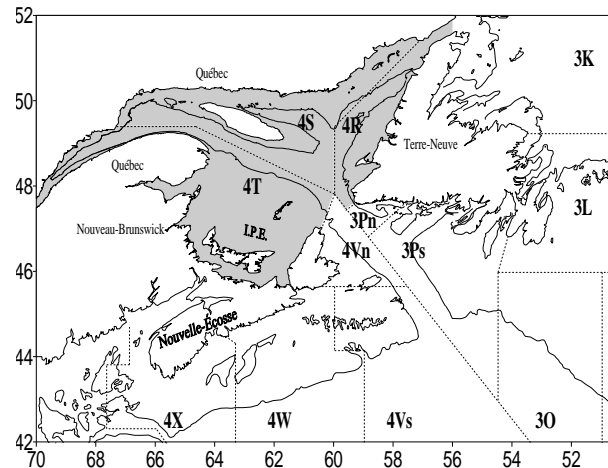 52
3K
Québec
50
4S
4R
Terre-Neuve
Québec
48
4T
3L
3Pn
Nouveau-Brunswick
I.P.E.
4Vn
3Ps
46
Nouvelle-Écosse
44
4X
4W
4Vs
3O
42
70 68 66 64 62 60 58 56 54 52